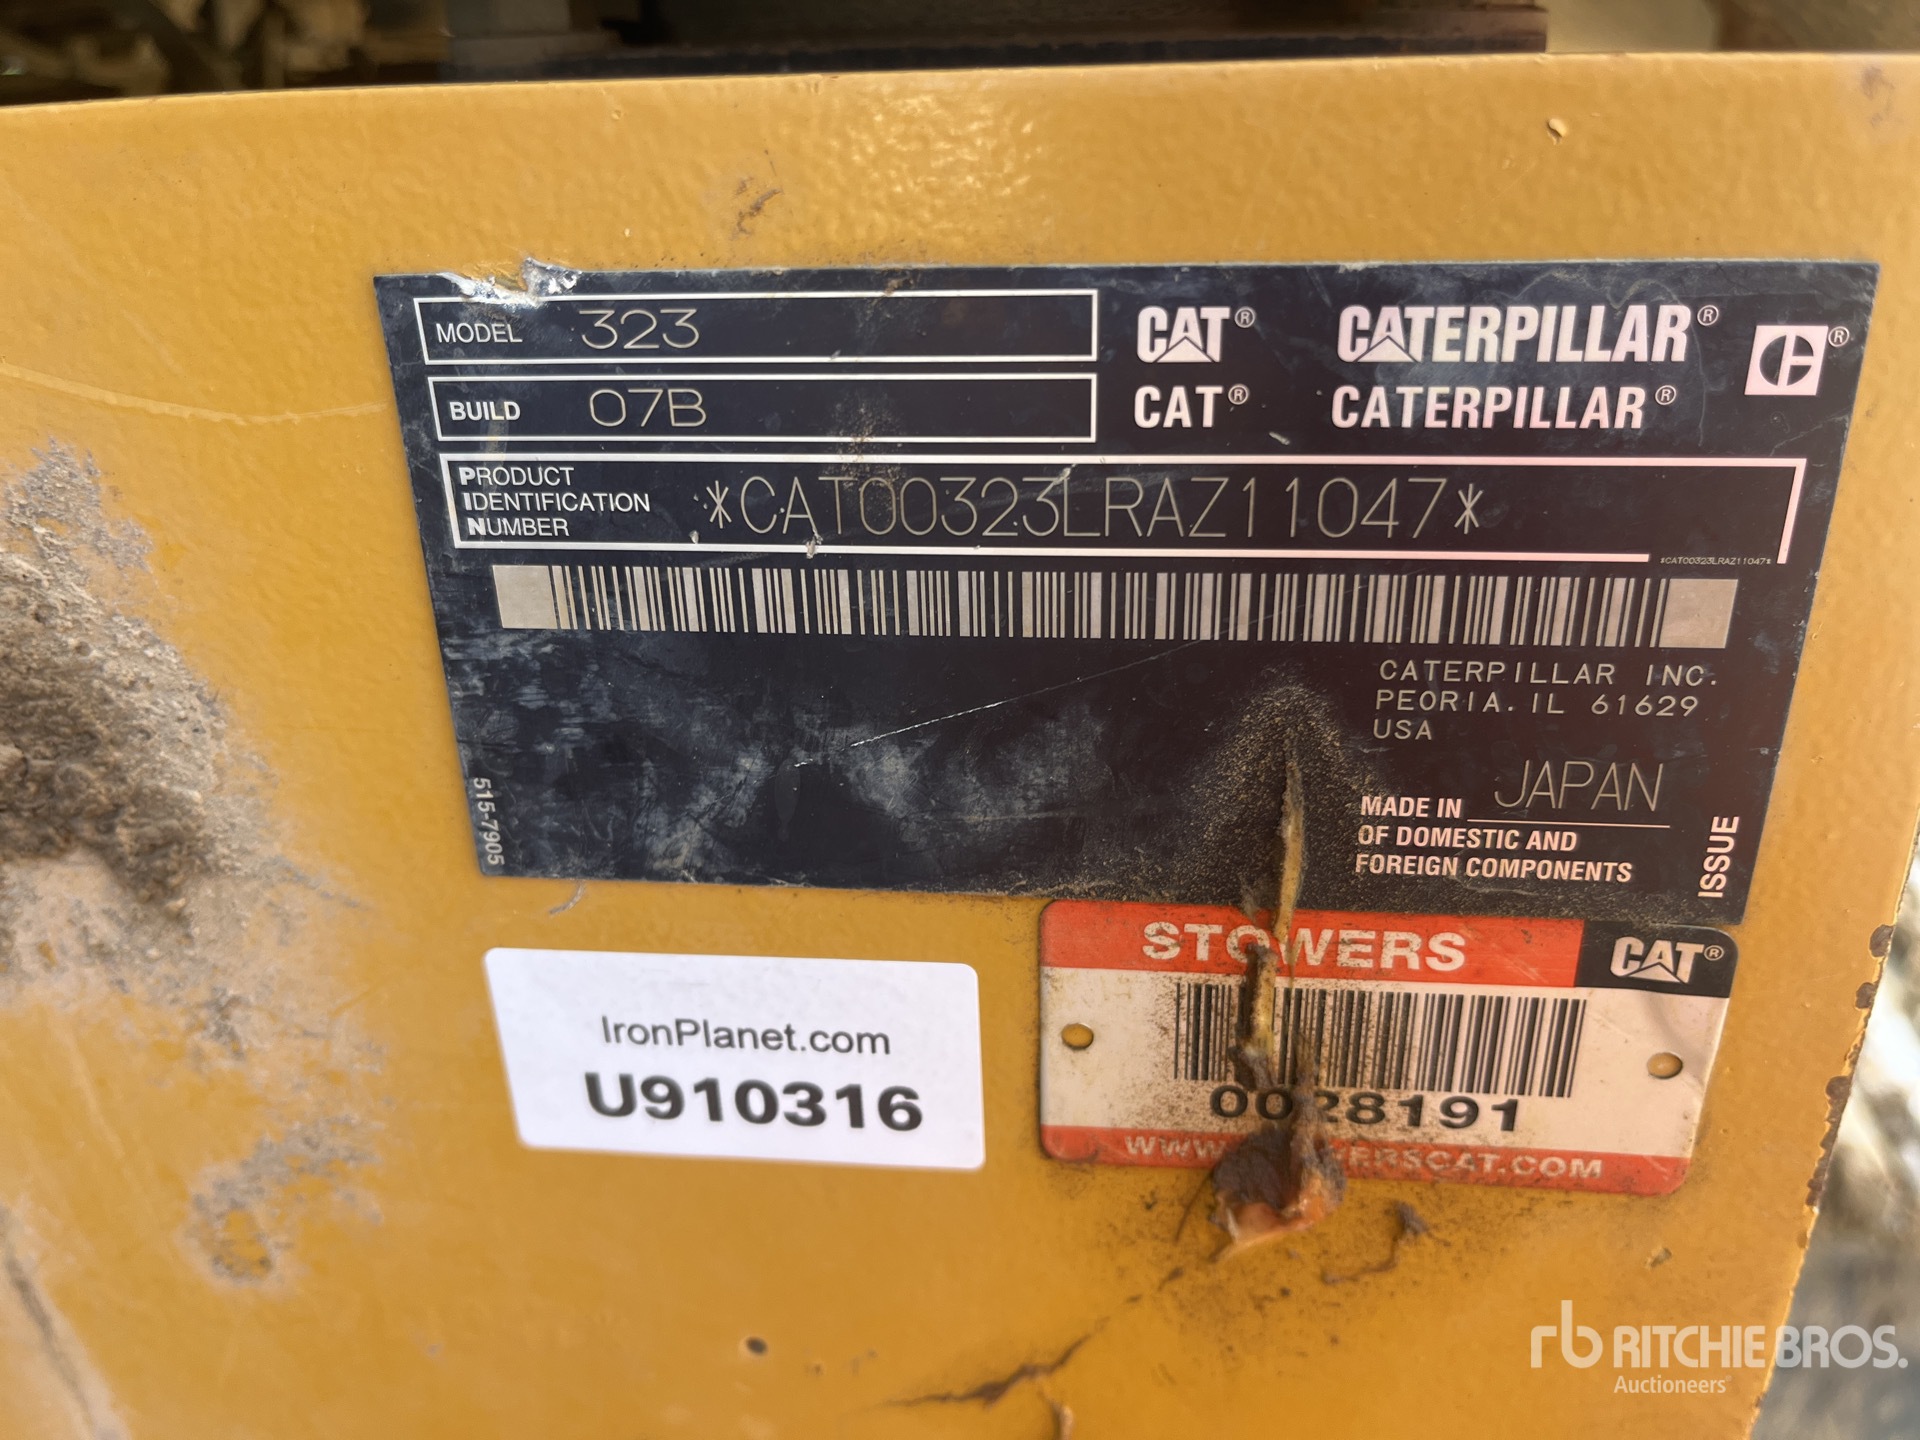 MODEL 323
BUILD 07B
CAT® CATERPILLAR® ®
CAT® CATERPILLAR®
PRODUCT
IDENTIFICATION
NUMBER
*CAT00323LRAZ11047*
*CAT00323LRAZ11047*
CATERPILLAR INC.
PEORIA. IL 61629
USA
MADE IN JAPAN
OF DOMESTIC AND
FOREIGN COMPONENTS
ISSUE
515-7905
IronPlanet.com
U910316
STOWERS CAT®
0028191
rb RITCHIE BROS.
Auctioneers